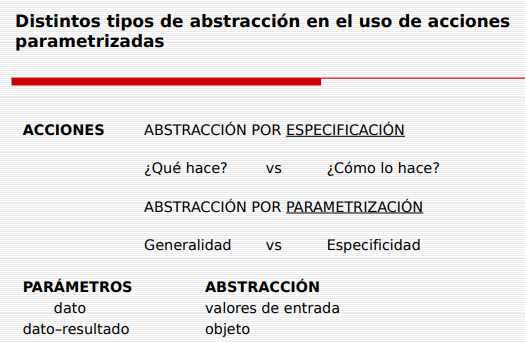 Distintos tipos de abstracción en el uso de acciones
parametrizadas
ACCIONES ABSTRACCIÓN POR ESPECIFICACIÓN
¿Qué hace? vs ¿Cómo lo hace?
ABSTRACCIÓN POR PARAMETRIZACIÓN
Generalidad vs Especificidad
PARÁMETROS ABSTRACCIÓN
dato valores de entrada
dato–resultado objeto